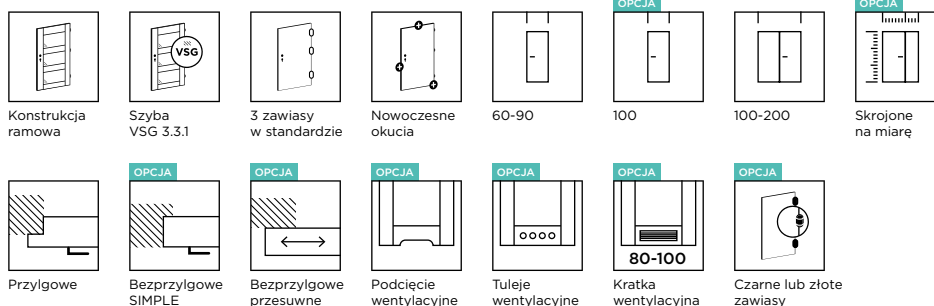 OPCJA
OPCJA
VSG
Konstrukcja
ramowa
Szyba
VSG 3.3.1
3 zawiasy
w standardzie
Nowoczesne
okucia
60-90
100
100-200
Skrojone
na miarę
OPCJA
OPCJA
OPCJA
OPCJA
OPCJA
OPCJA
80-100
Przylgowe
Bezprzylgowe
SIMPLE
Bezprzylgowe
przesuwne
Podcięcie
wentylacyjne
Tuleje
wentylacyjne
Kratka
wentylacyjna
Czarne lub złote
zawiasy